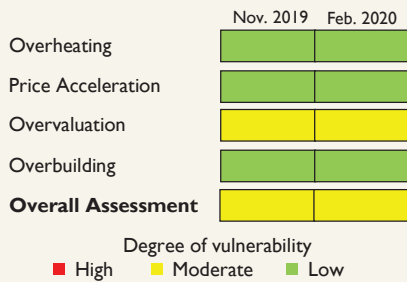 Nov. 2019 Feb. 2020
Overheating
Price Acceleration
Overvaluation
Overbuilding
Overall Assessment
Degree of vulnerability
High Moderate Low